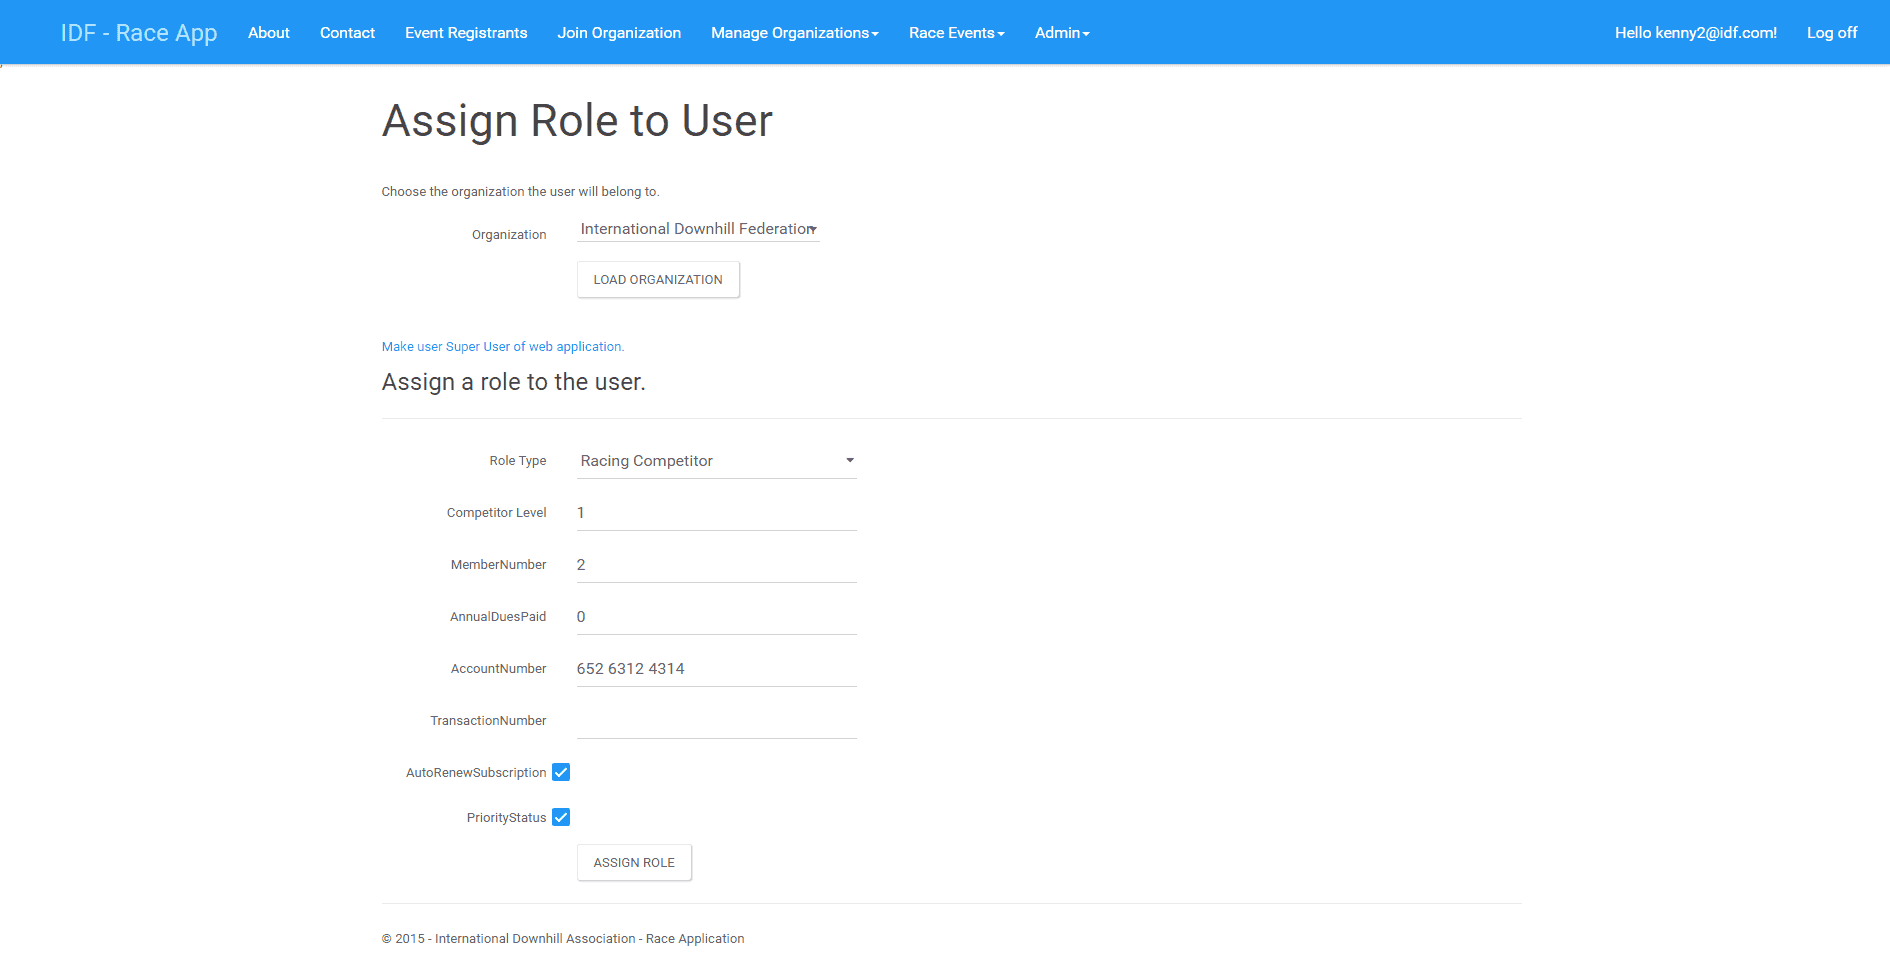 IDF - Race App About Contact Event Registrants Join Organization Manage Organizations Race Events Admin Hello kenny2@idf.com! Log off
Assign Role to User
Choose the organization the user will belong to.
Organization International Downhill Federation
LOAD ORGANIZATION
Make user Super User of web application.
Assign a role to the user.
Role Type Racing Competitor
Competitor Level 1
MemberNumber 2
AnnualDuesPaid 0
AccountNumber 652 6312 4314
TransactionNumber
AutoRenewSubscription
PriorityStatus
ASSIGN ROLE
© 2015 - International Downhill Association - Race Application